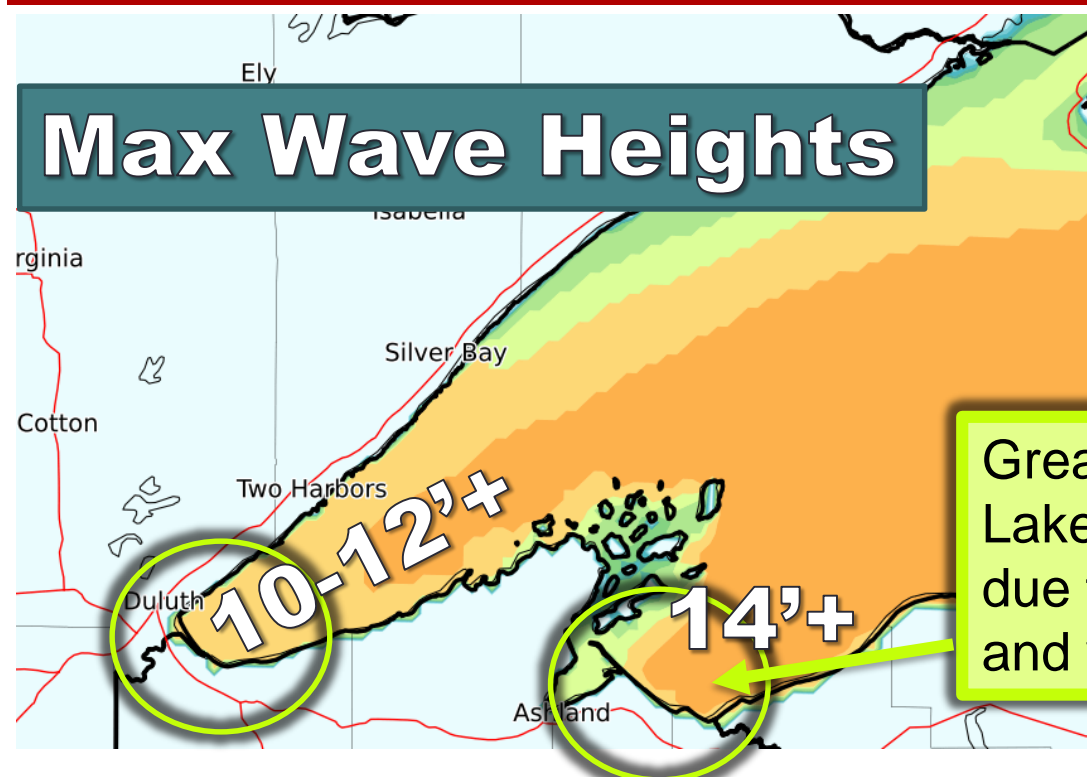 Ely
Max Wave Heights
Isabella
rginia
Silver Bay
Cotton
Two Harbors
10-12’+
Duluth
14’+
Ashland
Grea
Lake
due
and